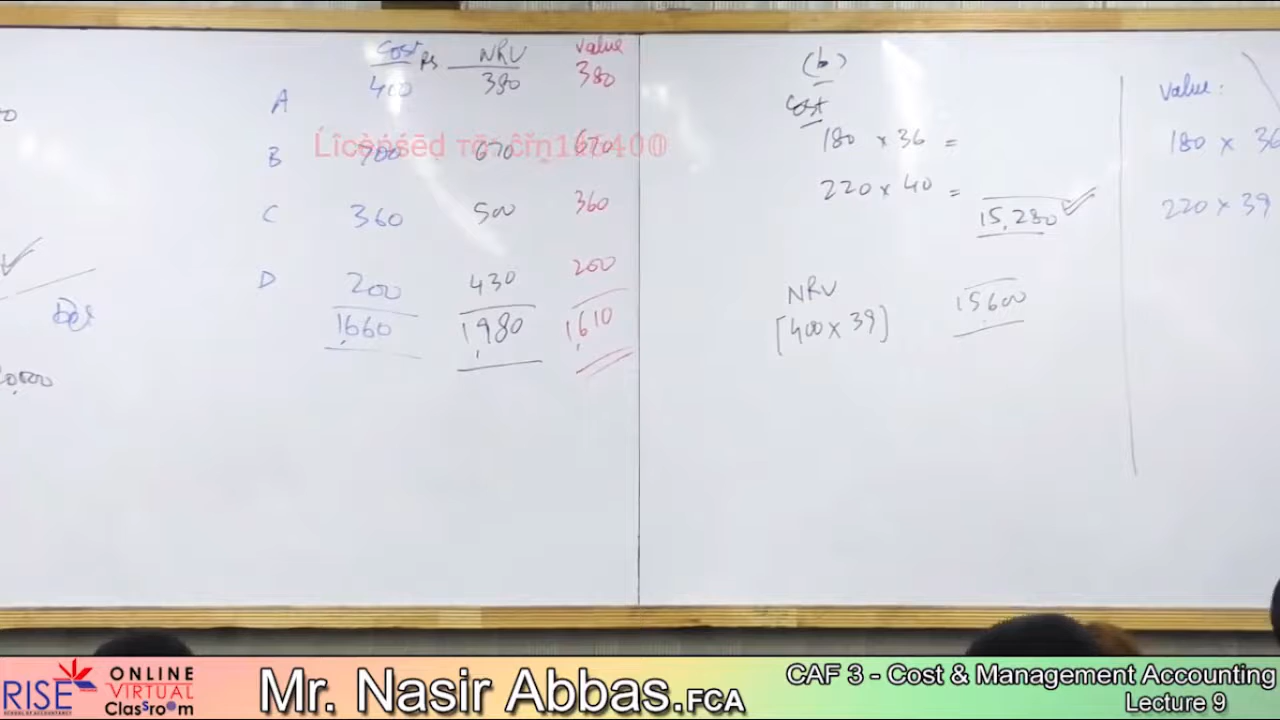 Cost Rs NRV Value
A 400 380 380
B 700 670 670
C 360 500 360
D 200 430 200
1660 1980 1610
(b)
Cost
180 x 36 =
220 x 40 =
15,280
NRV
[400 x 39] 15600
Value:
180 x 36
220 x 39
RISE
ONLINE
VIRTUAL
Classroom
Mr. Nasir Abbas.FCA
CAF 3 - Cost & Management Accounting
Lecture 9